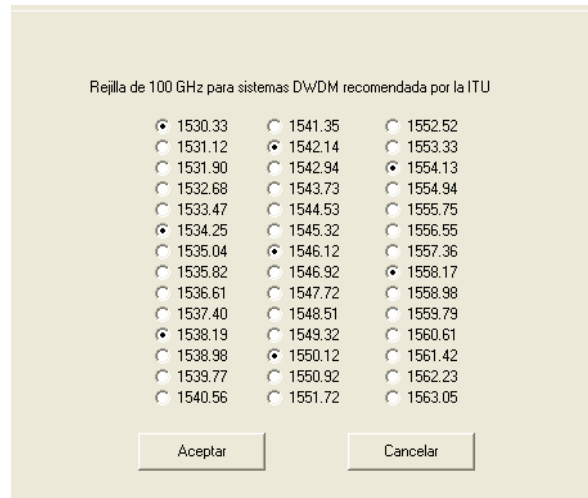 Rejilla de 100 GHz para sistemas DWDM recomendada por la ITU
1530.33 1541.35 1552.52
1531.12 1542.14 1553.33
1531.90 1542.94 1554.13
1532.68 1543.73 1554.94
1533.47 1544.53 1555.75
1534.25 1545.32 1556.55
1535.04 1546.12 1557.36
1535.82 1546.92 1558.17
1536.61 1547.72 1558.98
1537.40 1548.51 1559.79
1538.19 1549.32 1560.61
1538.98 1550.12 1561.42
1539.77 1550.92 1562.23
1540.56 1551.72 1563.05
Aceptar Cancelar